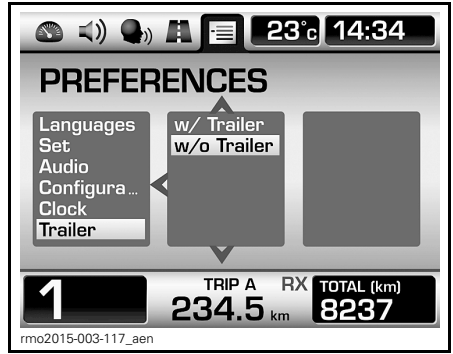 23°c 14:34
PREFERENCES
Languages
Set
Audio
Configura...
Clock
Trailer
w/ Trailer
w/o Trailer
1
TRIP A
234.5 km
RX
TOTAL (km)
8237
rmo2015-003-117_aen